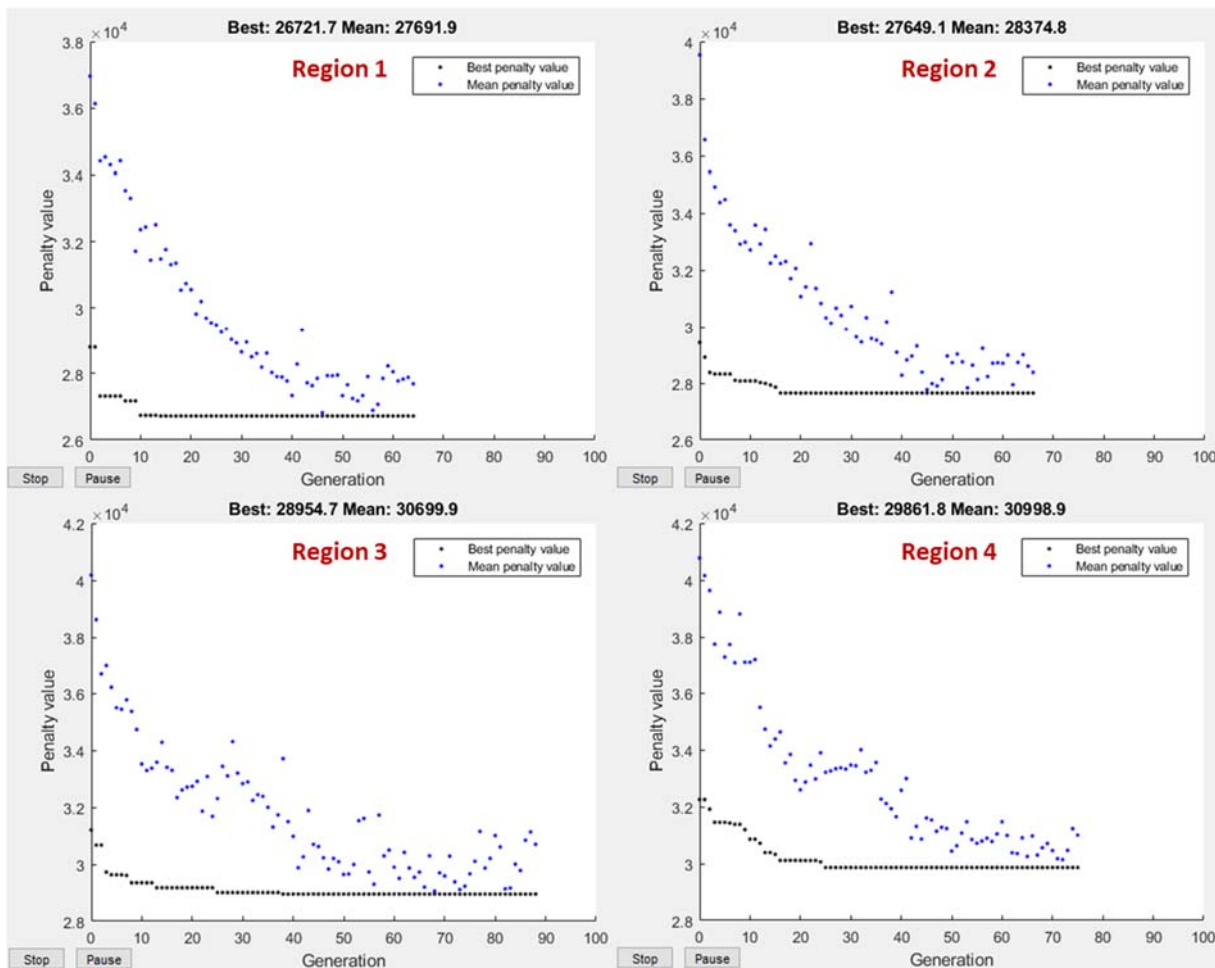 Best: 26721.7 Mean: 27691.9
×10⁴
Region 1
Best penalty value
Mean penalty value
Penalty value
3.8
3.6
3.4
3.2
3
2.8
2.6
0 10 20 30 40 50 60 70 80 90 100
Generation
Stop Pause
Best: 27649.1 Mean: 28374.8
×10⁴
Region 2
Best penalty value
Mean penalty value
Penalty value
4
3.8
3.6
3.4
3.2
3
2.8
2.6
0 10 20 30 40 50 60 70 80 90 100
Generation
Stop Pause
Best: 28954.7 Mean: 30699.9
×10⁴
Region 3
Best penalty value
Mean penalty value
Penalty value
4.2
4
3.8
3.6
3.4
3.2
3
2.8
0 10 20 30 40 50 60 70 80 90 100
Generation
Stop Pause
Best: 29861.8 Mean: 30998.9
×10⁴
Region 4
Best penalty value
Mean penalty value
Penalty value
4.2
4
3.8
3.6
3.4
3.2
3
2.8
0 10 20 30 40 50 60 70 80 90 100
Generation
Stop Pause